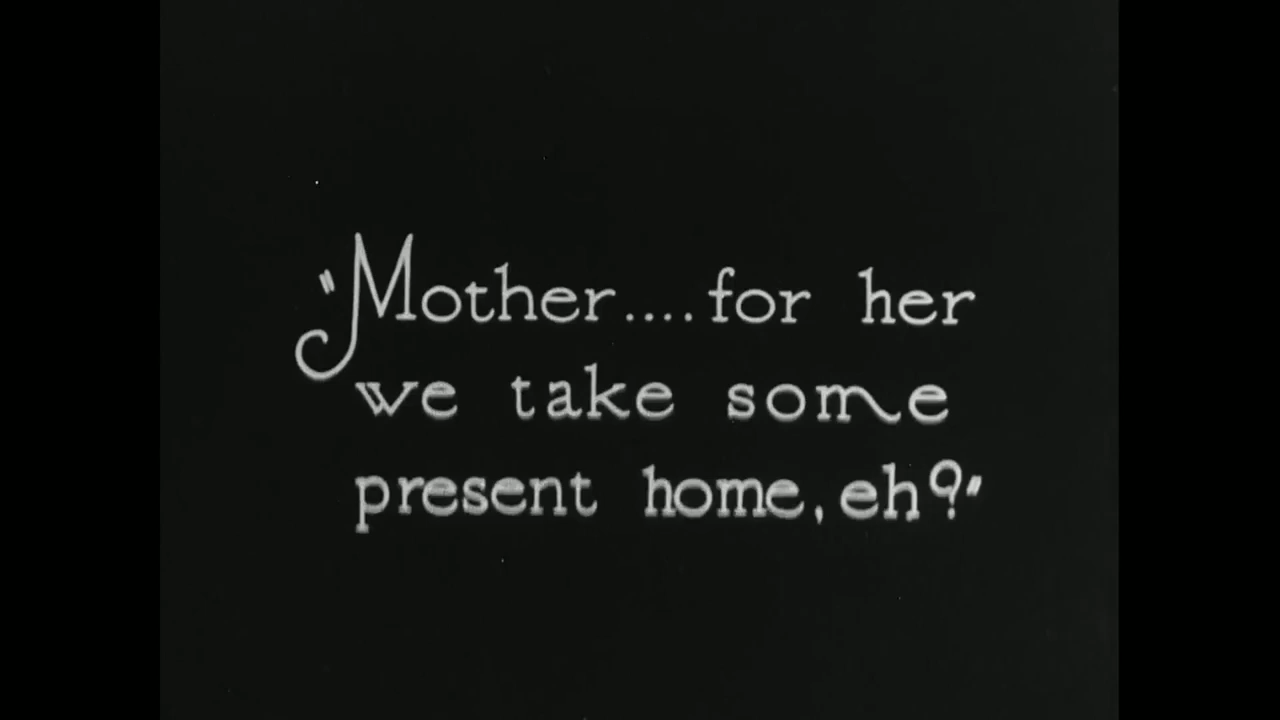 "Mother....for her
we take some
present home, eh?"